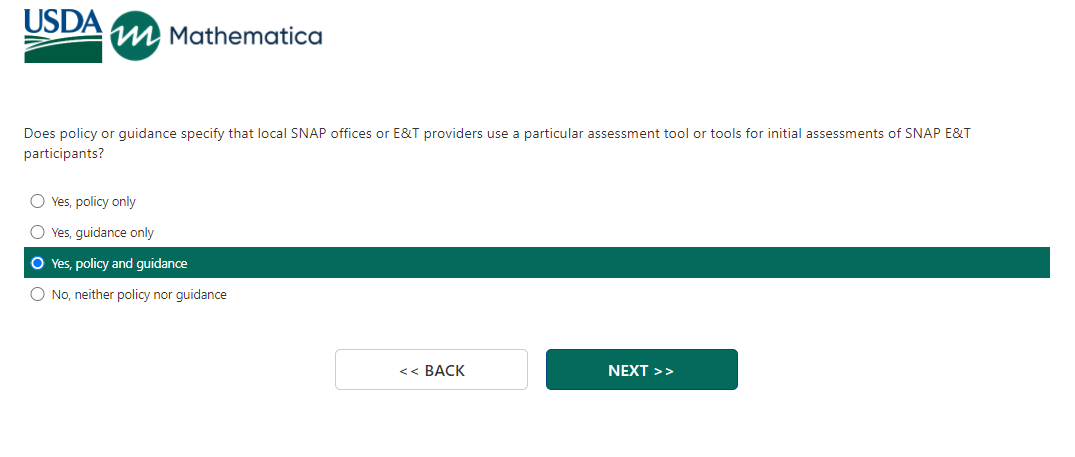 USDA
m Mathematica
Does policy or guidance specify that local SNAP offices or E&T providers use a particular assessment tool or tools for initial assessments of SNAP E&T
participants?
Yes, policy only
Yes, guidance only
Yes, policy and guidance
No, neither policy nor guidance
<< BACK
NEXT >>